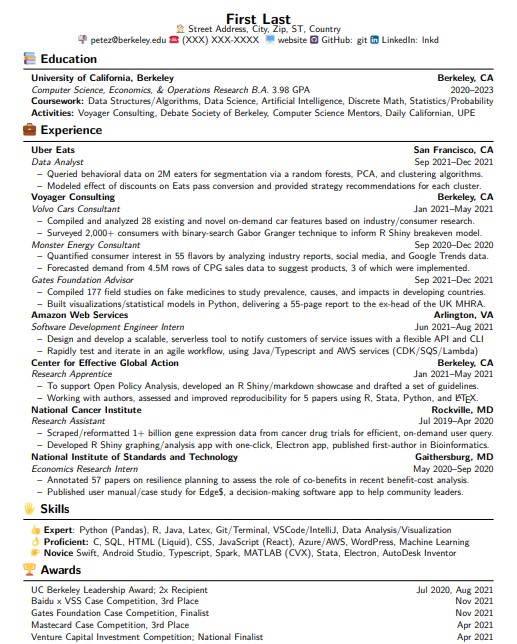 First Last
Street Address, City, Zip, ST, Country
petez@berkeley.edu (XXX) XXX-XXXX website GitHub: git LinkedIn: lnkd
Education
University of California, Berkeley Berkeley, CA
Computer Science, Economics, & Operations Research B.A. 3.98 GPA 2020–2023
Coursework: Data Structures/Algorithms, Data Science, Artificial Intelligence, Discrete Math, Statistics/Probability
Activities: Voyager Consulting, Debate Society of Berkeley, Computer Science Mentors, Daily Californian, UPE
Experience
Uber Eats San Francisco, CA
Data Analyst Sep 2021–Dec 2021
– Queried behavioral data on 2M eaters for segmentation via a random forests, PCA, and clustering algorithms.
– Modeled effect of discounts on Eats pass conversion and provided strategy recommendations for each cluster.
Voyager Consulting Berkeley, CA
Volvo Cars Consultant Jan 2021–May 2021
– Compiled and analyzed 28 existing and novel on-demand car features based on industry/consumer research.
– Surveyed 2,000+ consumers with binary-search Gabor Granger technique to inform R Shiny breakeven model.
Monster Energy Consultant Sep 2020–Dec 2020
– Quantified consumer interest in 55 flavors by analyzing industry reports, social media, and Google Trends data.
– Forecasted demand from 4.5M rows of CPG sales data to suggest products, 3 of which were implemented.
Gates Foundation Advisor Sep 2021–Dec 2021
– Compiled 177 field studies on fake medicines to study prevalence, causes, and impacts in developing countries.
– Built visualizations/statistical models in Python, delivering a 55-page report to the ex-head of the UK MHRA.
Amazon Web Services Arlington, VA
Software Development Engineer Intern Jun 2021–Aug 2021
– Design and develop a scalable, serverless tool to notify customers of service issues with a flexible API and CLI
– Rapidly test and iterate in an agile workflow, using Java/Typescript and AWS services (CDK/SQS/Lambda)
Center for Effective Global Action Berkeley, CA
Research Apprentice Jan 2021–May 2021
– To support Open Policy Analysis, developed an R Shiny/markdown showcase and drafted a set of guidelines.
– Working with authors, assessed and improved reproducibility for 5 papers using R, Stata, Python, and LATEX.
National Cancer Institute Rockville, MD
Research Assistant Jul 2019–Apr 2020
– Scraped/reformatted 1+ billion gene expression data from cancer drug trials for efficient, on-demand user query.
– Developed R Shiny graphing/analysis app with one-click, Electron app, published first-author in Bioinformatics.
National Institute of Standards and Technology Gaithersburg, MD
Economics Research Intern May 2020–Sep 2020
– Annotated 57 papers on resilience planning to assess the role of co-benefits in recent benefit-cost analysis.
– Published user manual/case study for Edge$, a decision-making software app to help community leaders.
Skills
Expert: Python (Pandas), R, Java, Latex, Git/Terminal, VSCode/IntelliJ, Data Analysis/Visualization
Proficient: C, SQL, HTML (Liquid), CSS, JavaScript (React), Azure/AWS, WordPress, Machine Learning
Novice Swift, Android Studio, Typescript, Spark, MATLAB (CVX), Stata, Electron, AutoDesk Inventor
Awards
UC Berkeley Leadership Award; 2x Recipient Jul 2020, Aug 2021
Baidu x VSS Case Competition, 3rd Place Nov 2021
Gates Foundation Case Competition, Finalist Nov 2021
Mastercard Case Competition, 3rd Place Apr 2021
Venture Capital Investment Competition; National Finalist Apr 2021